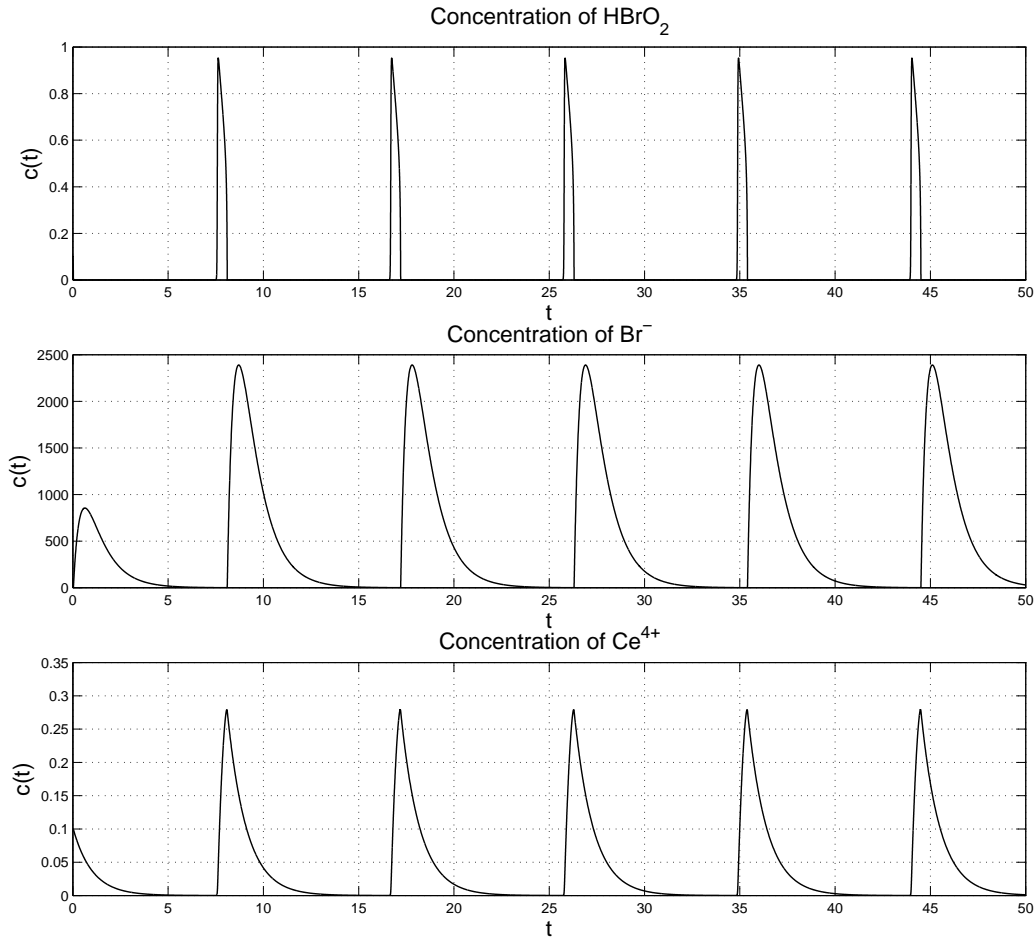 Concentration of HBrO₂
1
0.8
0.6
0.4
0.2
0
c(t)
0 5 10 15 20 25 30 35 40 45 50
t
Concentration of Br⁻
2500
2000
1500
1000
500
0
c(t)
0 5 10 15 20 25 30 35 40 45 50
t
Concentration of Ce⁴⁺
0.35
0.3
0.25
0.2
0.15
0.1
0.05
0
c(t)
0 5 10 15 20 25 30 35 40 45 50
t